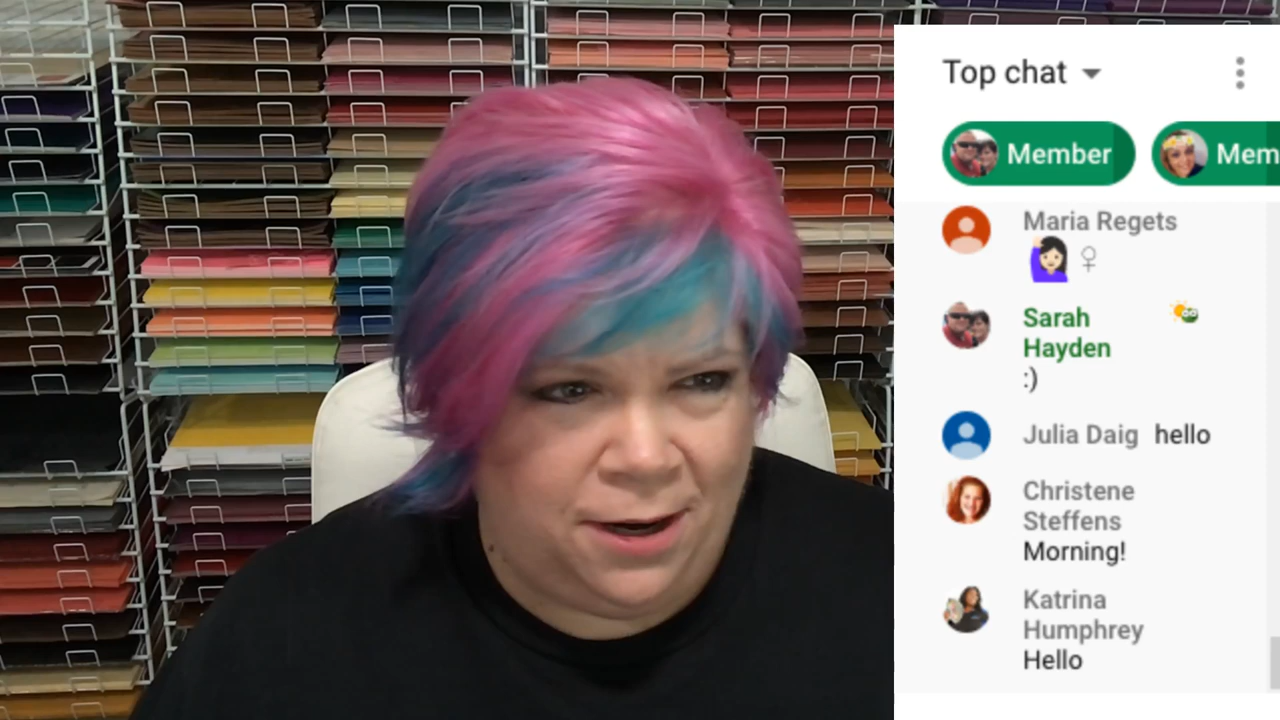 Top chat
Member
Mem
Maria Regets
Sarah
Hayden
:)
Julia Daig hello
Christene
Steffens
Morning!
Katrina
Humphrey
Hello